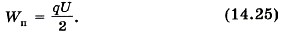 Wп = qU/2. (14.25)